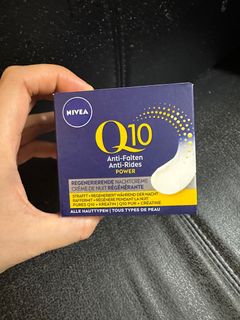 NIVEA
Q10
Anti-Falten
Anti-Rides
POWER
REGENERIERENDE NACHTCREME
CRÈME DE NUIT RÉGÉNÉRANTE
STRAFFT + REGENERIERT WÄHREND DER NACHT
RAFFERMIT + RÉGÉNÈRE PENDANT LA NUIT
PURES Q10 + KREATIN | Q10 PUR + CRÉATINE
ALLE HAUTTYPEN | TOUS TYPES DE PEAU